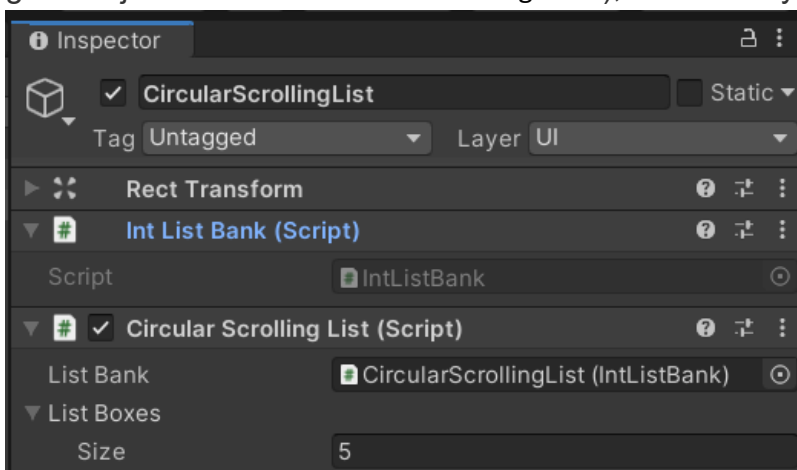 Inspector
CircularScrollingList Static
Tag Untagged Layer UI
Rect Transform
Int List Bank (Script)
Script IntListBank
Circular Scrolling List (Script)
List Bank CircularScrollingList (IntListBank)
List Boxes
Size 5